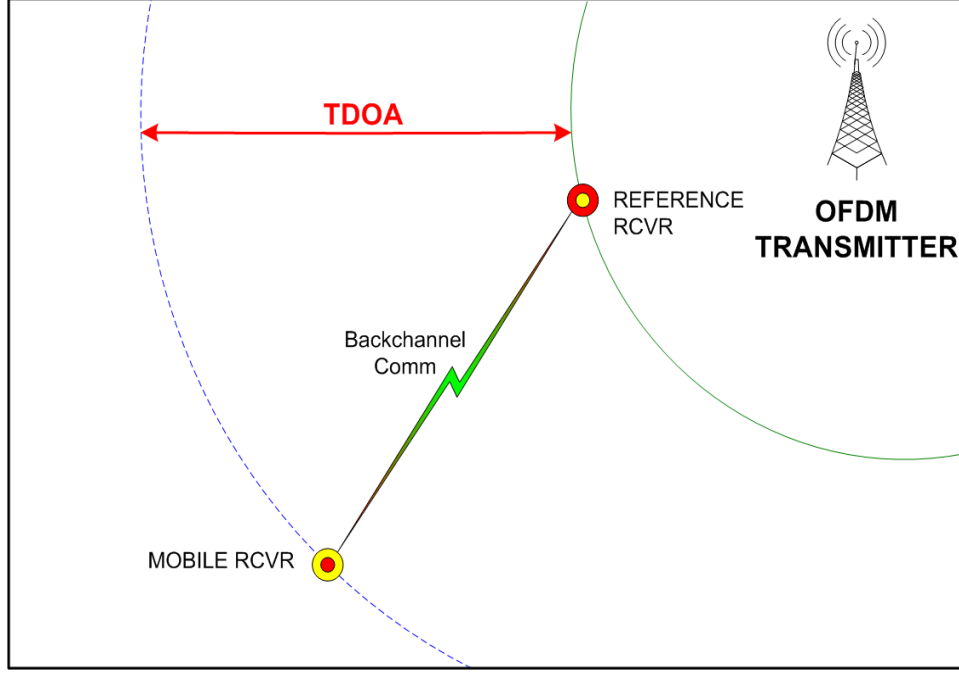 TDOA
REFERENCE
RCVR
OFDM
TRANSMITTER
Backchannel
Comm
MOBILE RCVR